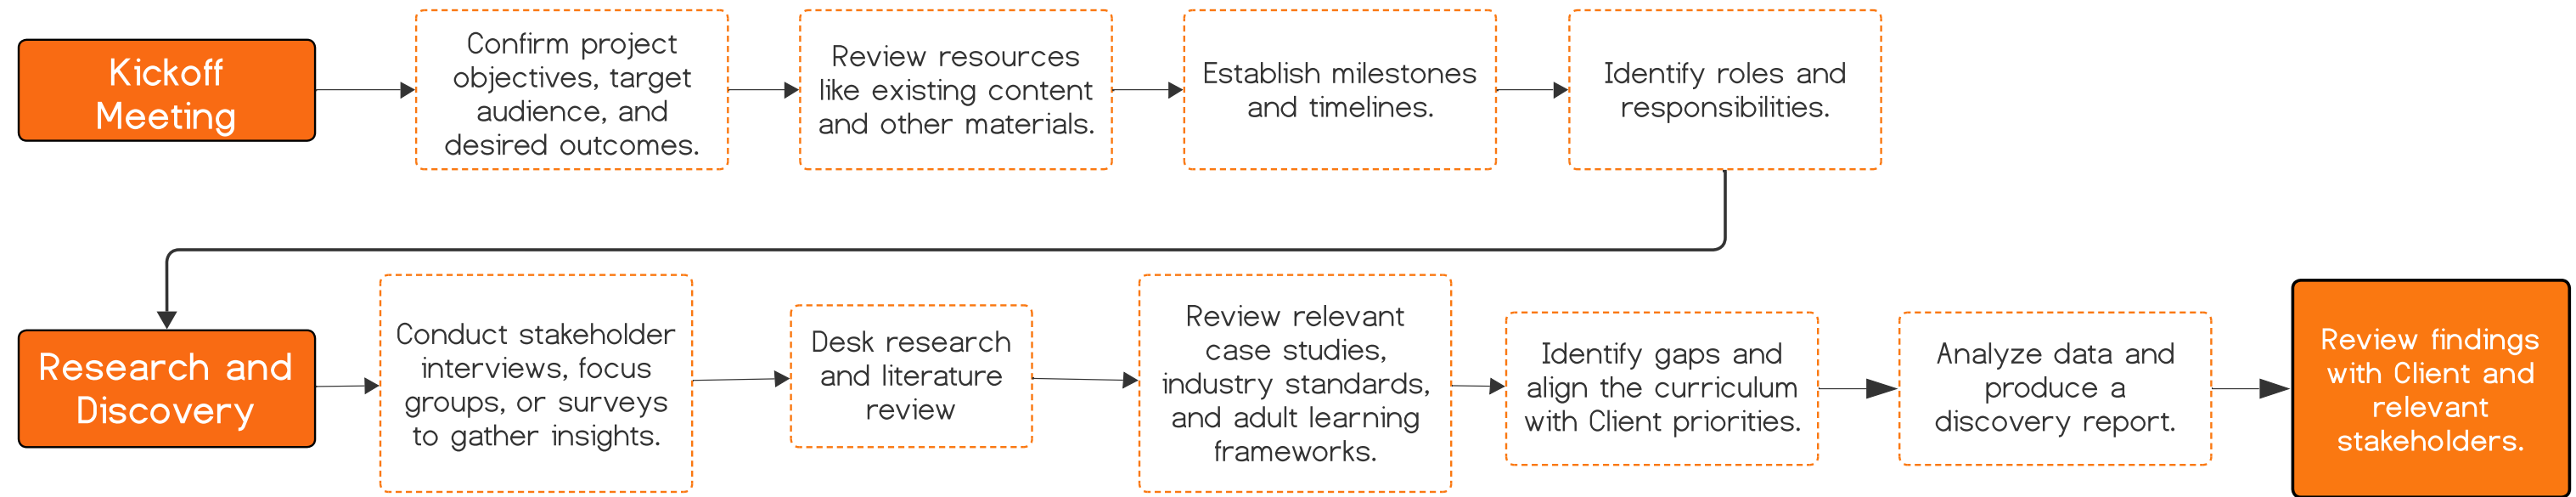 Kickoff
Meeting
Confirm project
objectives, target
audience, and
desired outcomes.
Review resources
like existing content
and other materials.
Establish milestones
and timelines.
Identify roles and
responsibilities.
Research and
Discovery
Conduct stakeholder
interviews, focus
groups, or surveys
to gather insights.
Desk research
and literature
review
Review relevant
case studies,
industry standards,
and adult learning
frameworks.
Identify gaps and
align the curriculum
with Client priorities.
Analyze data and
produce a
discovery report.
Review findings
with Client and
relevant
stakeholders.